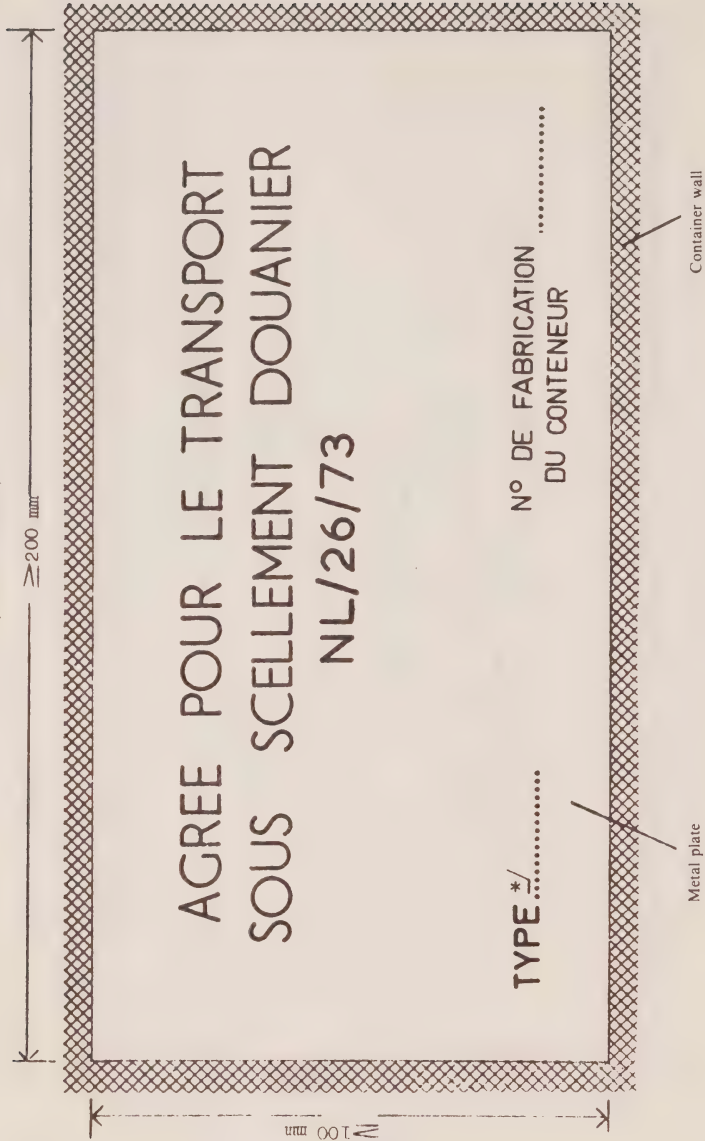 ≥200 mm
AGREE POUR LE TRANSPORT
SOUS SCELLEMENT DOUANIER
NL/26/73
TYPE */..............
N° DE FABRICATION ..............
DU CONTENEUR
≥100 mm
Metal plate
Container wall